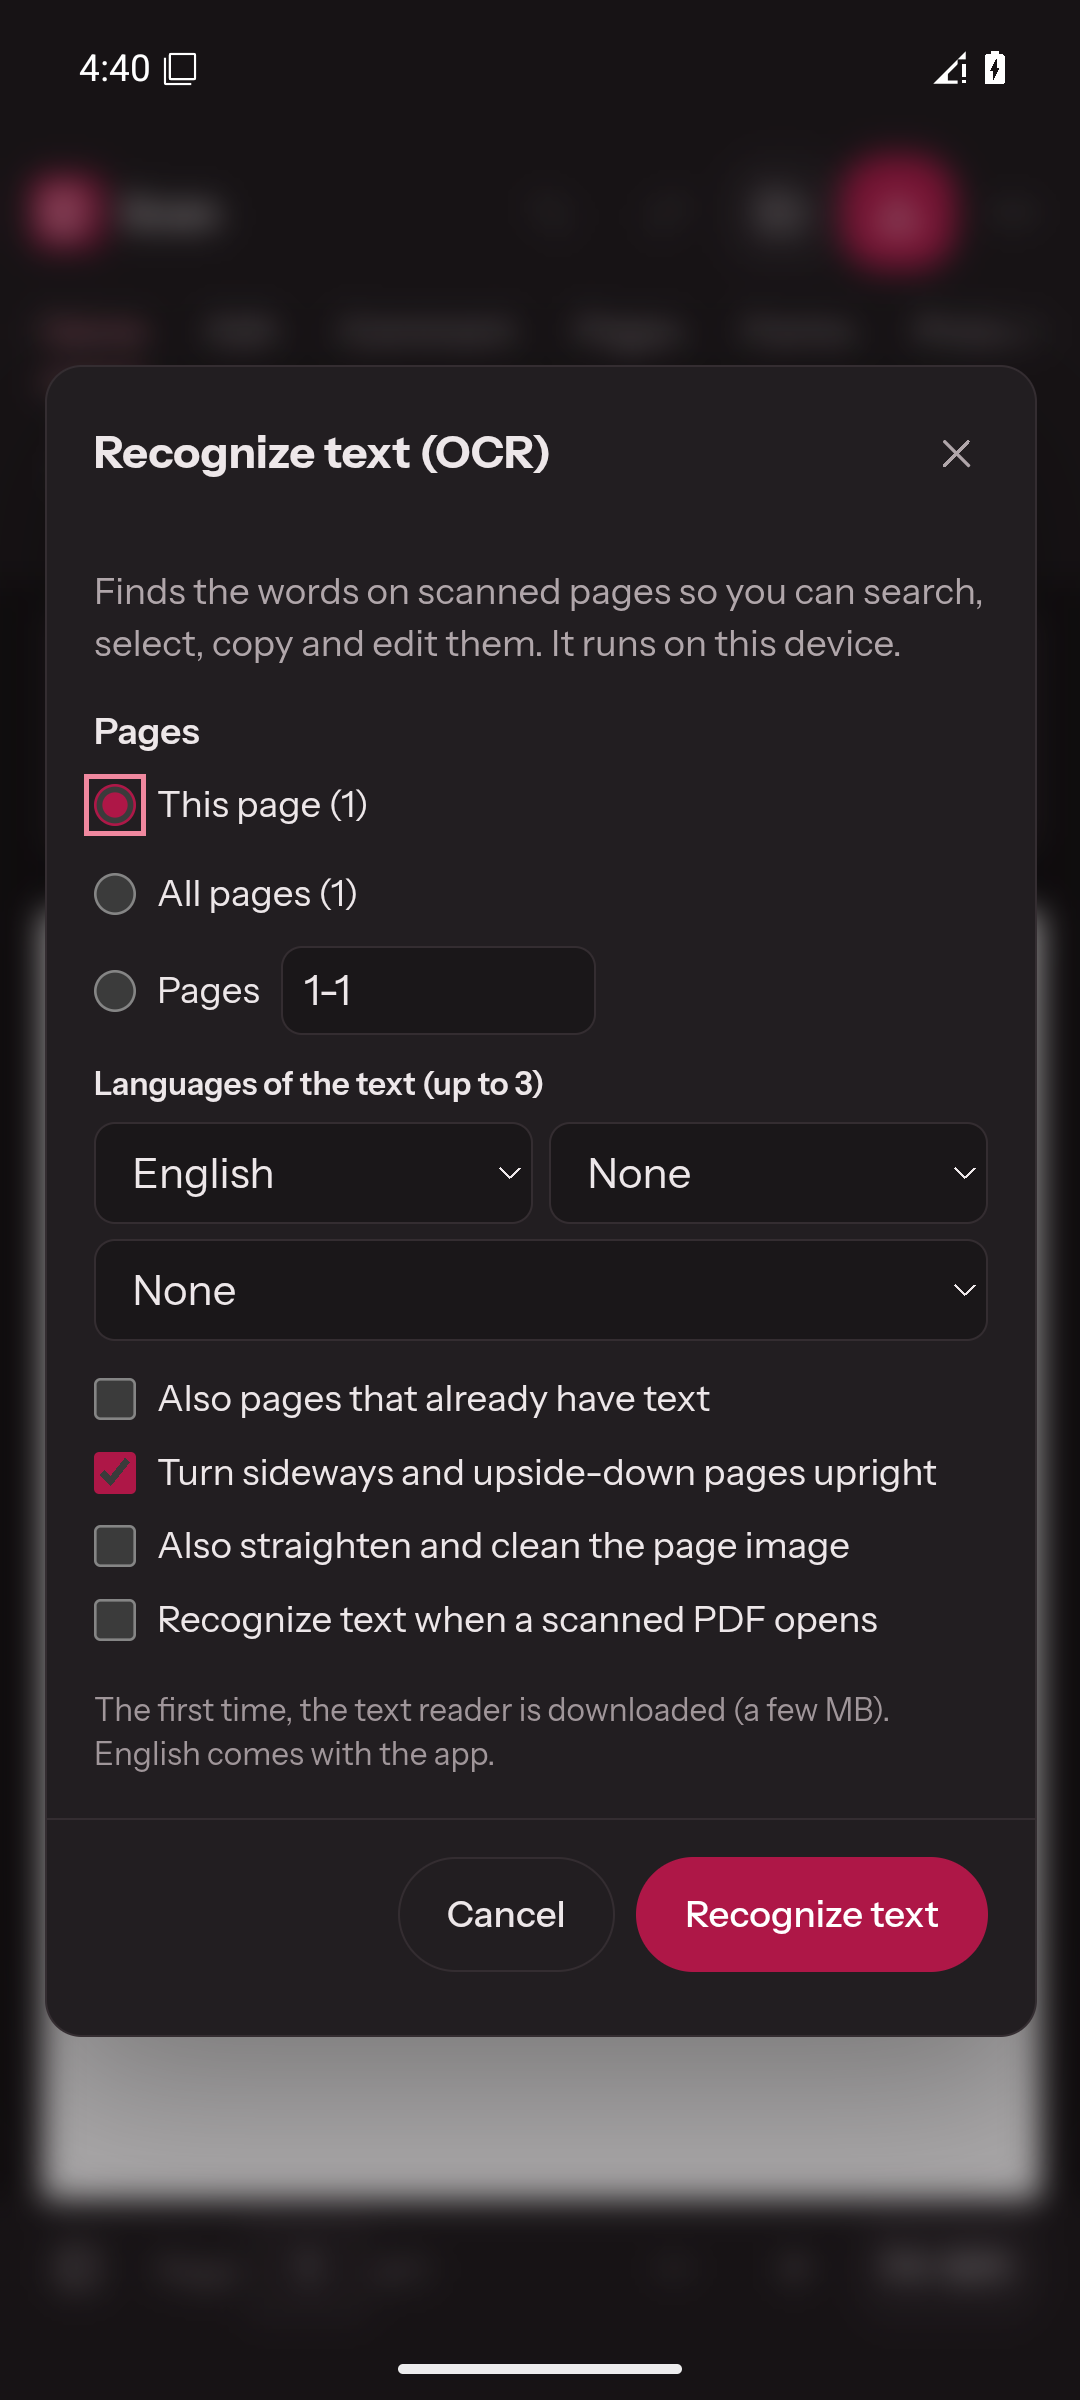 4:40
Recognize text (OCR)
Finds the words on scanned pages so you can search,
select, copy and edit them. It runs on this device.
Pages
This page (1)
All pages (1)
Pages 1-1
Languages of the text (up to 3)
English None
None
Also pages that already have text
Turn sideways and upside-down pages upright
Also straighten and clean the page image
Recognize text when a scanned PDF opens
The first time, the text reader is downloaded (a few MB).
English comes with the app.
Cancel Recognize text